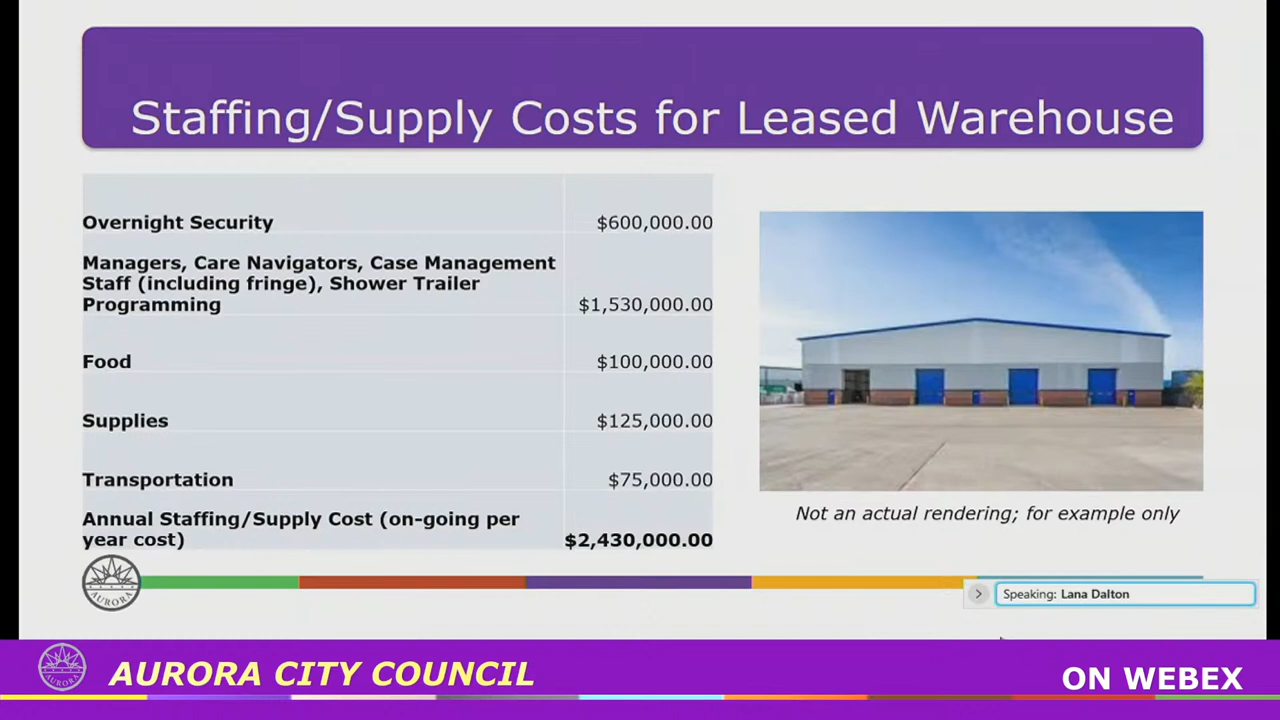 Staffing/Supply Costs for Leased Warehouse
Overnight Security $600,000.00
Managers, Care Navigators, Case Management
Staff (including fringe), Shower Trailer
Programming $1,530,000.00
Food $100,000.00
Supplies $125,000.00
Transportation $75,000.00
Annual Staffing/Supply Cost (on-going per
year cost) $2,430,000.00
Not an actual rendering; for example only
AURORA
Speaking: Lana Dalton
AURORA
AURORA CITY COUNCIL
ON WEBEX